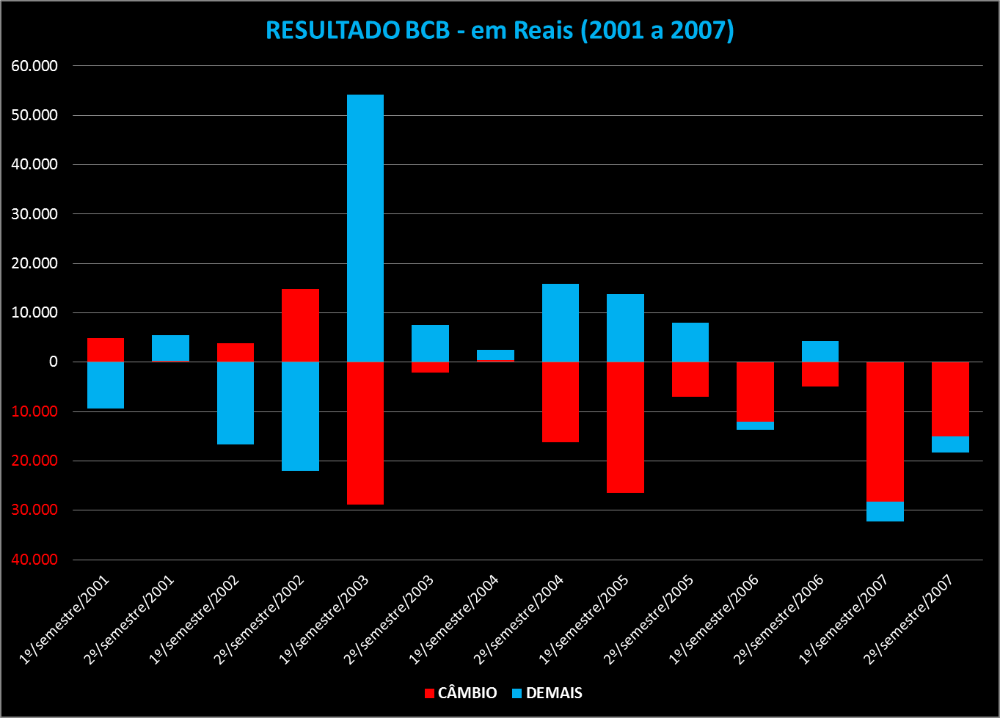 RESULTADO BCB - em Reais (2001 a 2007)
60.000
50.000
40.000
30.000
20.000
10.000
0
10.000
20.000
30.000
40.000
1º/semestre/2001
2º/semestre/2001
1º/semestre/2002
2º/semestre/2002
1º/semestre/2003
2º/semestre/2003
1º/semestre/2004
2º/semestre/2004
1º/semestre/2005
2º/semestre/2005
1º/semestre/2006
2º/semestre/2006
1º/semestre/2007
2º/semestre/2007
CÂMBIO DEMAIS